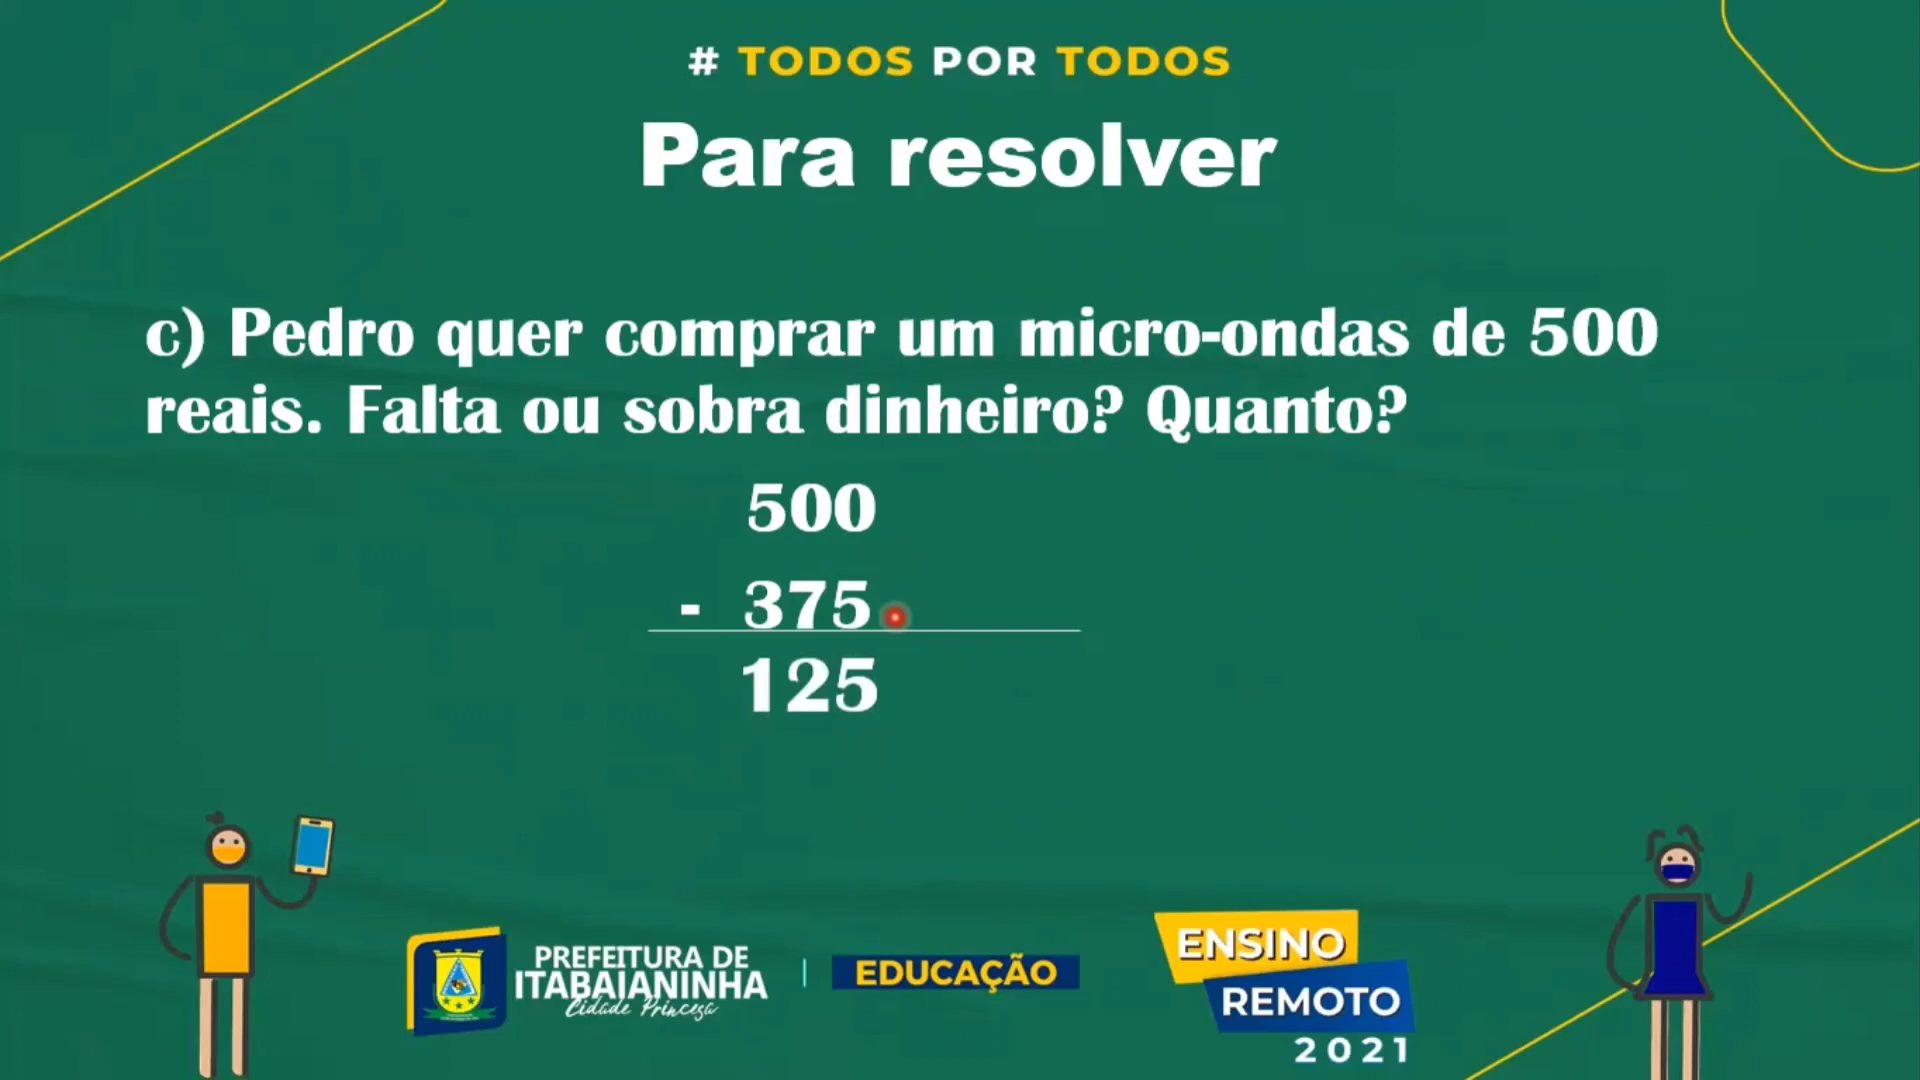 # TODOS POR TODOS
Para resolver
c) Pedro quer comprar um micro-ondas de 500
reais. Falta ou sobra dinheiro? Quanto?
500
- 375
125
PREFEITURA DE
ITABAIANINHA
Cidade Princesa
EDUCAÇÃO
ENSINO
REMOTO
2021